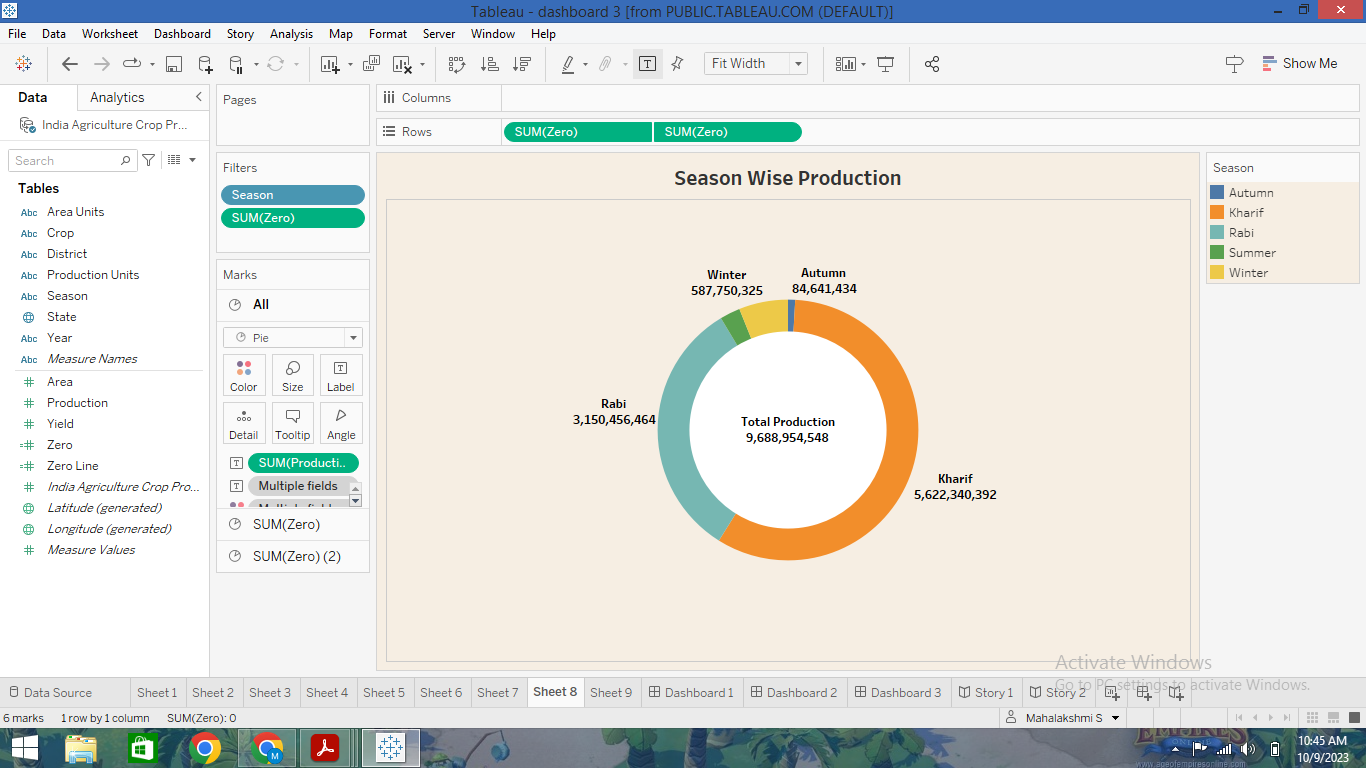 Tableau - dashboard 3 [from PUBLIC.TABLEAU.COM (DEFAULT)]
File Data Worksheet Dashboard Story Analysis Map Format Server Window Help
Fit Width
Show Me
Data Analytics
India Agriculture Crop Pr...
Search
Tables
Abc Area Units
Abc Crop
Abc District
Abc Production Units
Abc Season
State
Abc Year
Abc Measure Names
Area
Production
Yield
Zero
Zero Line
India Agriculture Crop Pro...
Latitude (generated)
Longitude (generated)
Measure Values
Pages
Filters
Season
SUM(Zero)
Marks
All
Pie
Color Size Label
Detail Tooltip Angle
SUM(Producti..
Multiple fields
SUM(Zero)
SUM(Zero) (2)
Columns
Rows SUM(Zero) SUM(Zero)
Season Wise Production
Winter
587,750,325
Autumn
84,641,434
Rabi
3,150,456,464
Total Production
9,688,954,548
Kharif
5,622,340,392
Season
Autumn
Kharif
Rabi
Summer
Winter
Activate Windows
Go to PC settings to activate Windows.
Data Source Sheet 1 Sheet 2 Sheet 3 Sheet 4 Sheet 5 Sheet 6 Sheet 7 Sheet 8 Sheet 9 Dashboard 1 Dashboard 2 Dashboard 3 Story 1 Story 2
6 marks 1 row by 1 column SUM(Zero): 0 Mahalakshmi S
10:45 AM
10/9/2023
www.ageofempiresonline.com